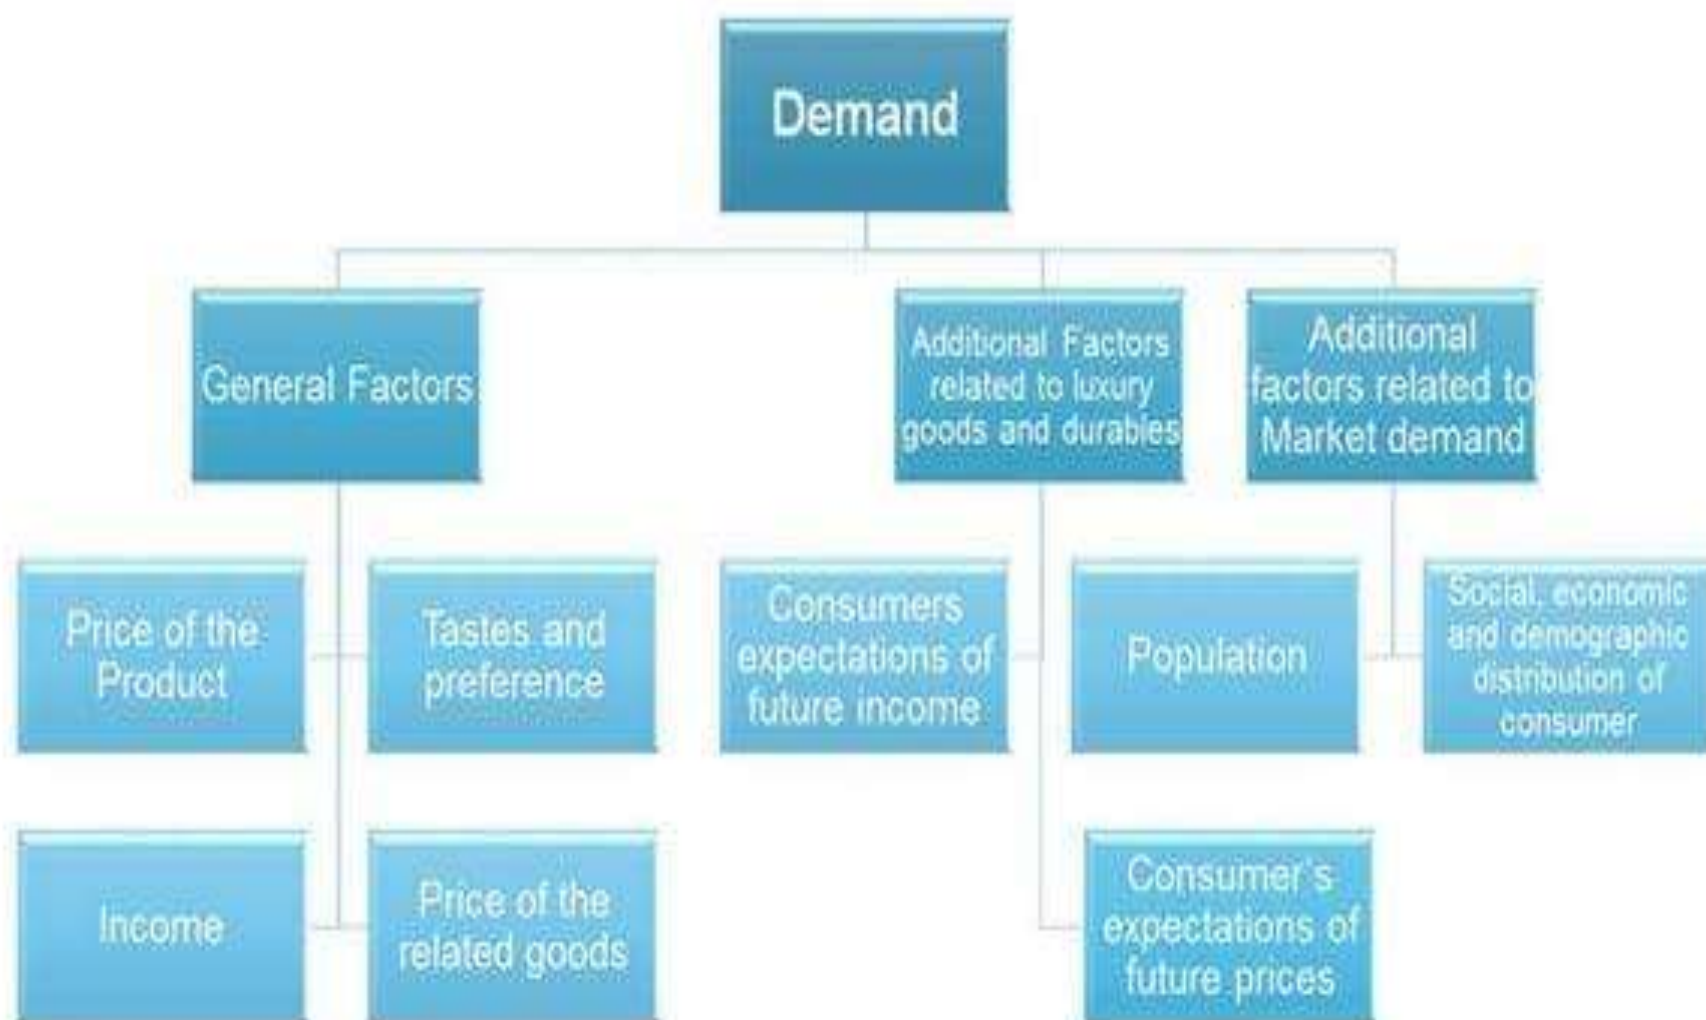 Demand
General Factors
Additional Factors
related to luxury
goods and durables
Additional
factors related to
Market demand
Price of the
Product
Tastes and
preference
Consumers
expectations of
future income
Population
Social, economic
and demographic
distribution of
consumer
Income
Price of the
related goods
Consumer's
expectations of
future prices